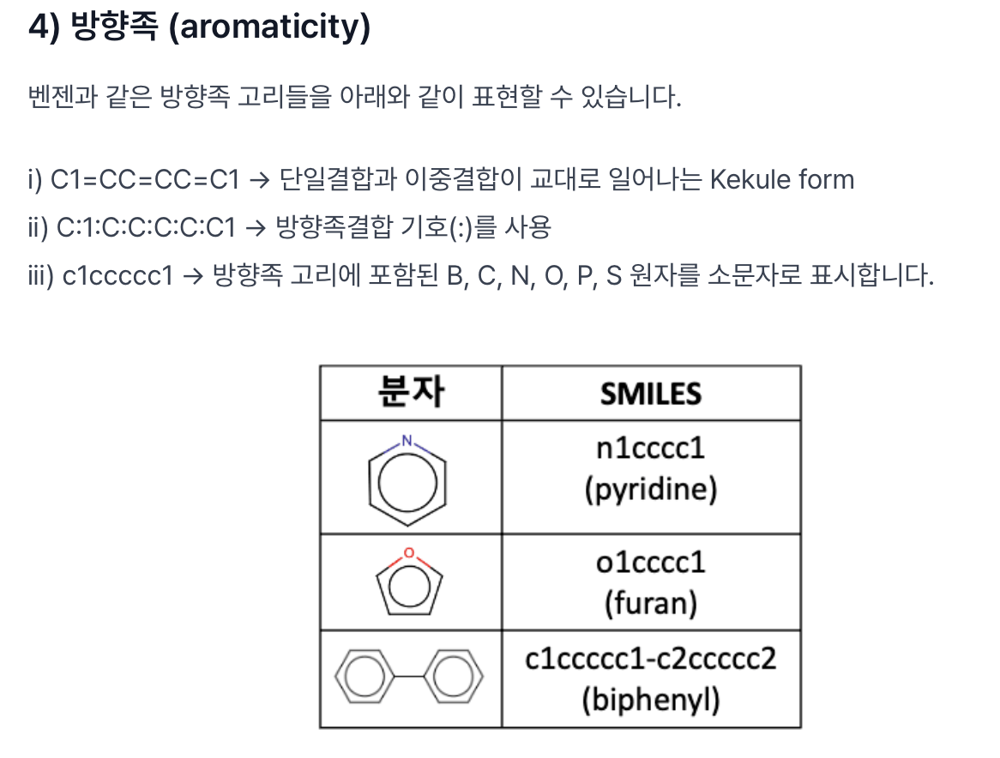 4) 방향족 (aromaticity)
벤젠과 같은 방향족 고리들을 아래와 같이 표현할 수 있습니다.
i) C1=CC=CC=C1 → 단일결합과 이중결합이 교대로 일어나는 Kekule form
ii) C:1:C:C:C:C:C1 → 방향족결합 기호(:)를 사용
iii) c1ccccc1 → 방향족 고리에 포함된 B, C, N, O, P, S 원자를 소문자로 표시합니다.
분자 SMILES
N
n1cccc1
(pyridine)
O
o1cccc1
(furan)
c1ccccc1-c2ccccc2
(biphenyl)